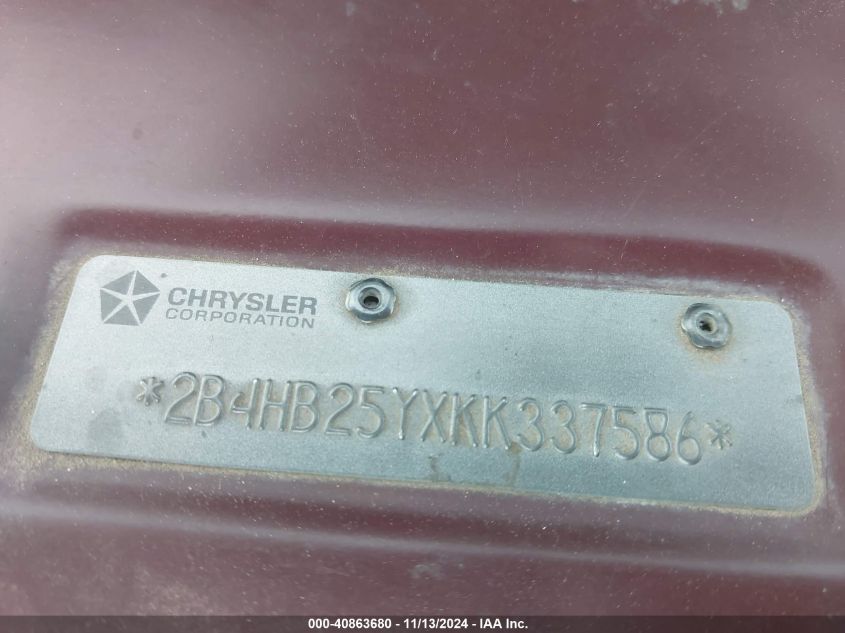 CHRYSLER
CORPORATION
*2B4HB25YXKK337586*
000-40863680 - 11/13/2024 - IAA Inc.